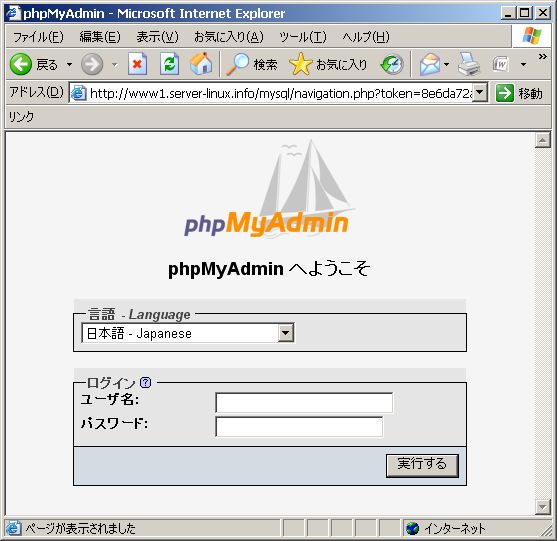 phpMyAdmin - Microsoft Internet Explorer
ファイル(F) 編集(E) 表示(V) お気に入り(A) ツール(T) ヘルプ(H)
戻る 検索 お気に入り
アドレス(D) http://www1.server-linux.info/mysql/navigation.php?token=8e6da72a 移動
リンク
phpMyAdmin
phpMyAdmin へようこそ
言語 - Language
日本語 - Japanese
ログイン
ユーザ名:
パスワード:
実行する
ページが表示されました インターネット